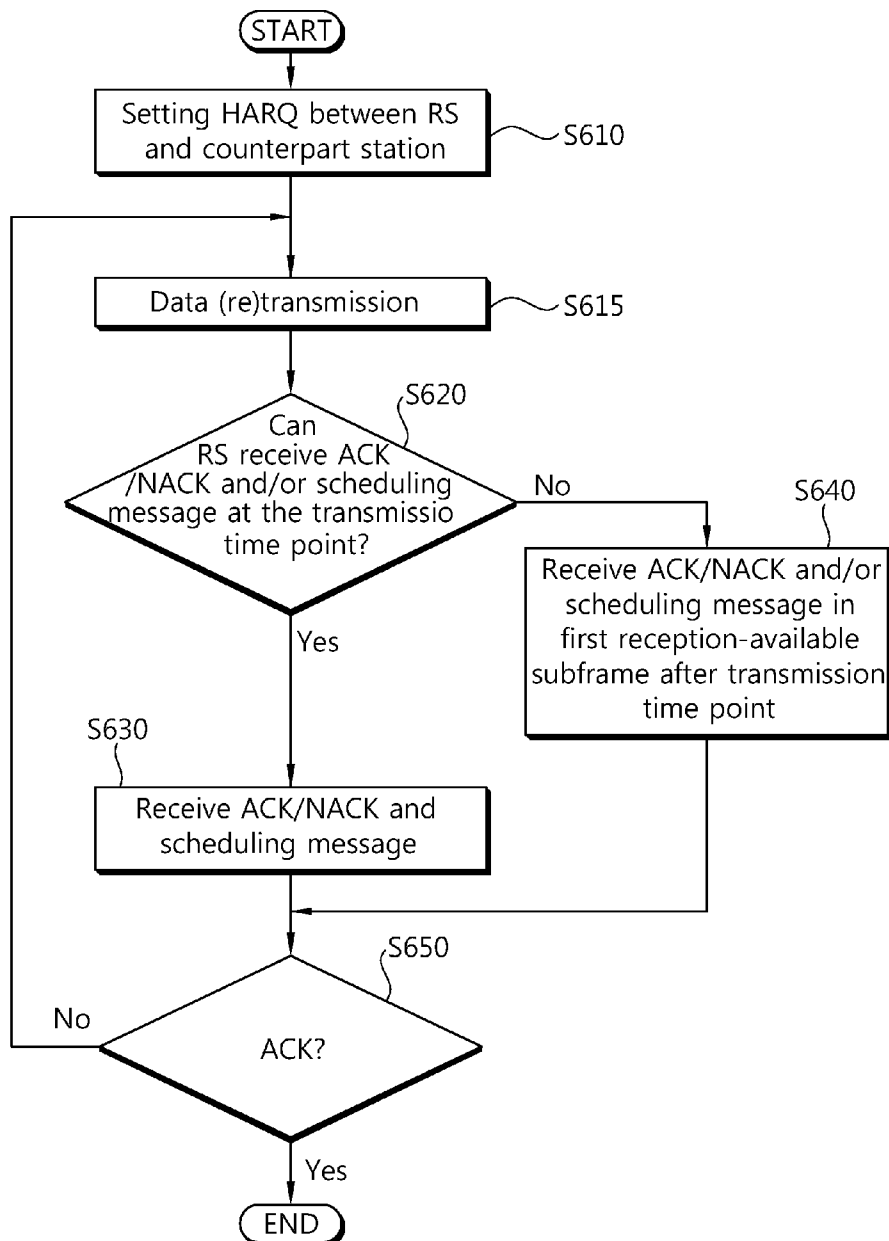 START
Setting HARQ between RS
and counterpart station
S610
Data (re)transmission
S615
S620
Can
RS receive ACK
/NACK and/or scheduling
message at the transmissio
time point?
No
S640
Receive ACK/NACK and/or
scheduling message in
first reception-available
subframe after transmission
time point
Yes
S630
Receive ACK/NACK and
scheduling message
S650
No
ACK?
Yes
END